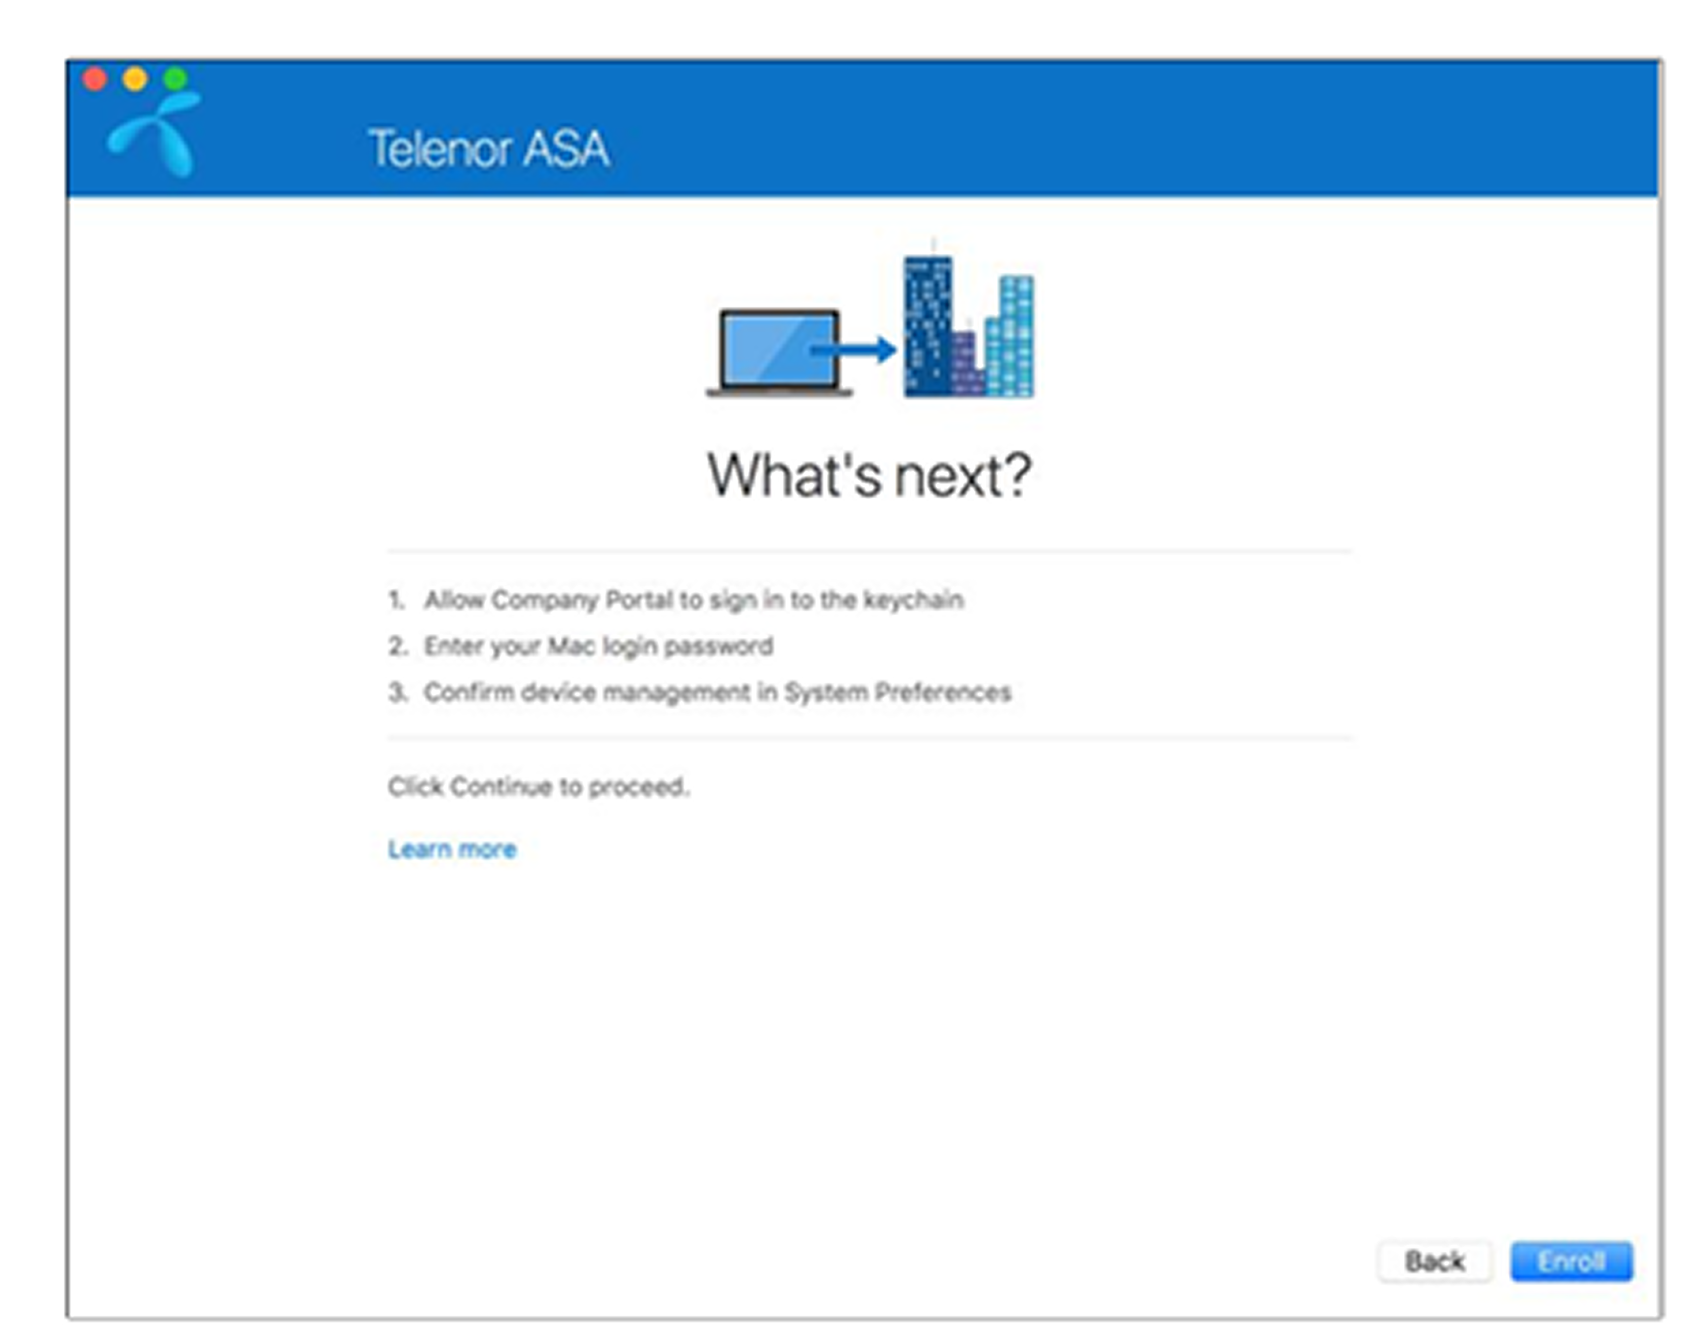 Telenor ASA
What's next?
1. Allow Company Portal to sign in to the keychain
2. Enter your Mac login password
3. Confirm device management in System Preferences
Click Continue to proceed.
Learn more
Back
Enroll